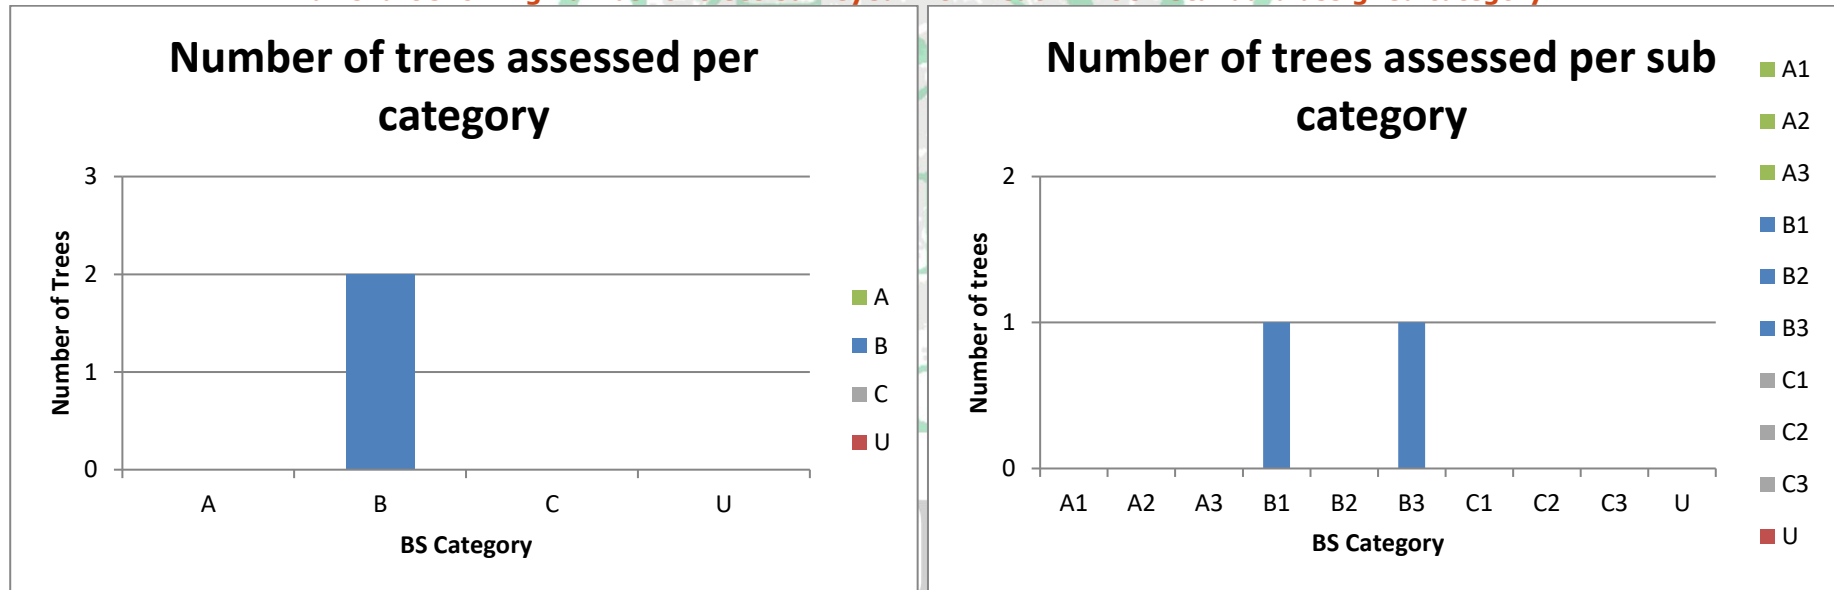 Number of trees assessed per
category
3
2
1
0
Number of Trees
A B C U
BS Category
A
B
C
U
Number of trees assessed per sub
category
2
1
0
Number of trees
A1 A2 A3 B1 B2 B3 C1 C2 C3 U
BS Category
A1
A2
A3
B1
B2
B3
C1
C2
C3
U